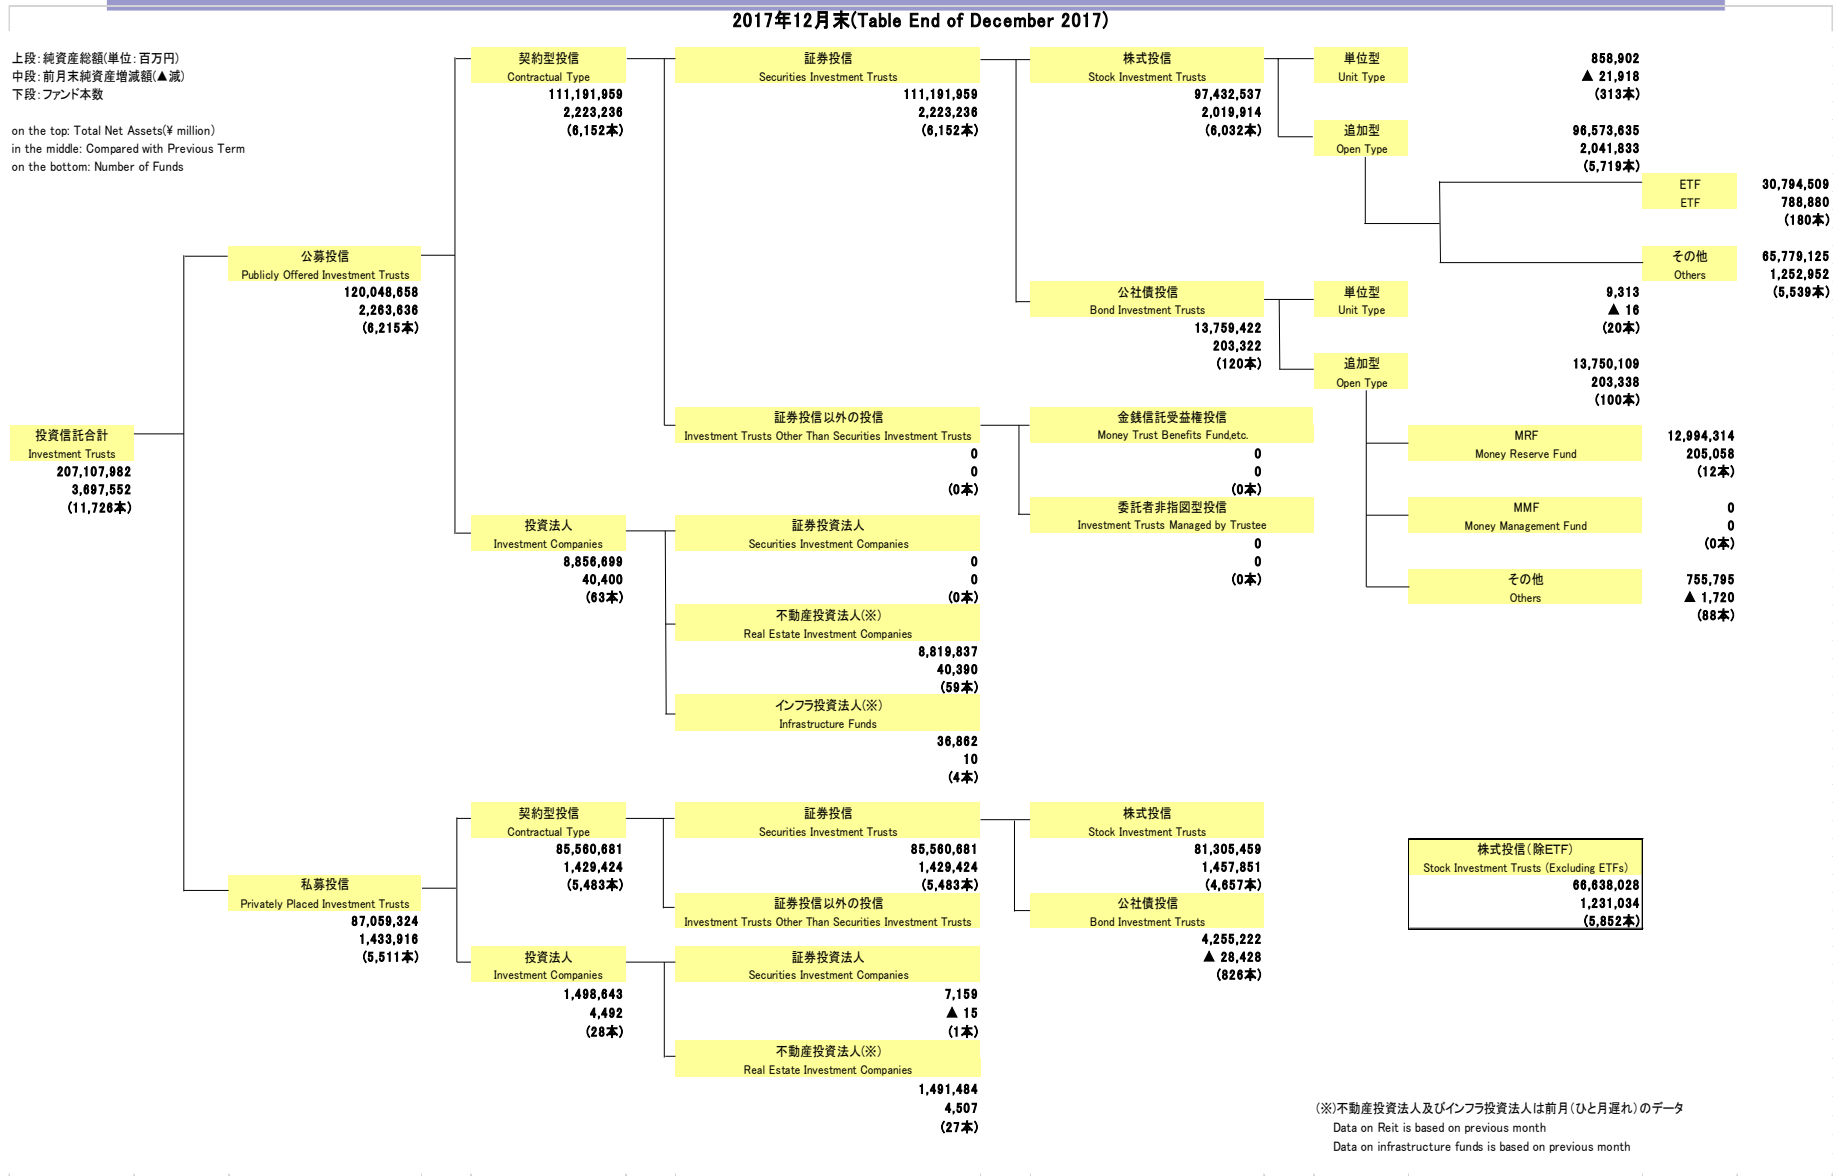 2017年12月末(Table End of December 2017)
上段：純資産総額(単位：百万円)
中段：前月末純資産増減額(▲減)
下段：ファンド本数
on the top: Total Net Assets(¥ million)
in the middle: Compared with Previous Term
on the bottom: Number of Funds
投資信託合計
Investment Trusts
207,107,982
3,697,552
(11,726本)
公募投信
Publicly Offered Investment Trusts
120,048,658
2,263,636
(6,215本)
契約型投信
Contractual Type
111,191,959
2,223,236
(6,152本)
証券投信
Securities Investment Trusts
111,191,959
2,223,236
(6,152本)
株式投信
Stock Investment Trusts
97,432,537
2,019,914
(6,032本)
単位型
Unit Type
858,902
▲ 21,918
(313本)
追加型
Open Type
96,573,635
2,041,833
(5,719本)
ETF
ETF
30,794,509
788,880
(180本)
その他
Others
65,779,125
1,252,952
(5,539本)
公社債投信
Bond Investment Trusts
13,759,422
203,322
(120本)
単位型
Unit Type
9,313
▲ 16
(20本)
追加型
Open Type
13,750,109
203,338
(100本)
MRF
Money Reserve Fund
12,994,314
205,058
(12本)
MMF
Money Management Fund
0
0
(0本)
その他
Others
755,795
▲ 1,720
(88本)
証券投信以外の投信
Investment Trusts Other Than Securities Investment Trusts
0
0
(0本)
金銭信託受益権投信
Money Trust Benefits Fund,etc.
0
0
(0本)
委託者非指図型投信
Investment Trusts Managed by Trustee
0
0
(0本)
投資法人
Investment Companies
8,856,699
40,400
(63本)
証券投資法人
Securities Investment Companies
0
0
(0本)
不動産投資法人(※)
Real Estate Investment Companies
8,819,837
40,390
(59本)
インフラ投資法人(※)
Infrastructure Funds
36,862
10
(4本)
私募投信
Privately Placed Investment Trusts
87,059,324
1,433,916
(5,511本)
契約型投信
Contractual Type
85,560,681
1,429,424
(5,483本)
証券投信
Securities Investment Trusts
85,560,681
1,429,424
(5,483本)
株式投信
Stock Investment Trusts
81,305,459
1,457,851
(4,657本)
公社債投信
Bond Investment Trusts
4,255,222
▲ 28,428
(826本)
証券投信以外の投信
Investment Trusts Other Than Securities Investment Trusts
投資法人
Investment Companies
1,498,643
4,492
(28本)
証券投資法人
Securities Investment Companies
7,159
▲ 15
(1本)
不動産投資法人(※)
Real Estate Investment Companies
1,491,484
4,507
(27本)
株式投信（除ETF）
Stock Investment Trusts (Excluding ETFs)
66,638,028
1,231,034
(5,852本)
(※)不動産投資法人及びインフラ投資法人は前月（ひと月遅れ）のデータ
Data on Reit is based on previous month
Data on infrastructure funds is based on previous month